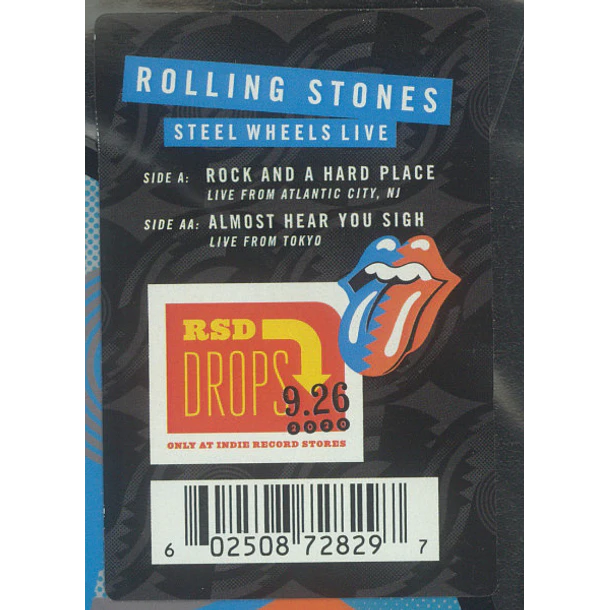 ROLLING STONES
STEEL WHEELS LIVE
SIDE A: ROCK AND A HARD PLACE
LIVE FROM ATLANTIC CITY, NJ
SIDE AA: ALMOST HEAR YOU SIGH
LIVE FROM TOKYO
RSD
DROPS
9.26
2020
ONLY AT INDIE RECORD STORES
6 02508 72829 7